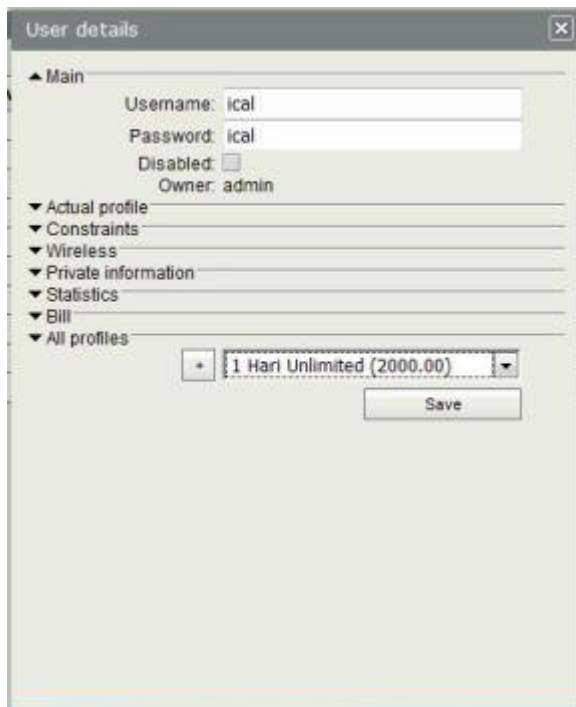 User details
Main
Username: ical
Password: ical
Disabled:
Owner: admin
Actual profile
Constraints
Wireless
Private information
Statistics
Bill
All profiles
+ 1 Hari Unlimited (2000.00)
Save